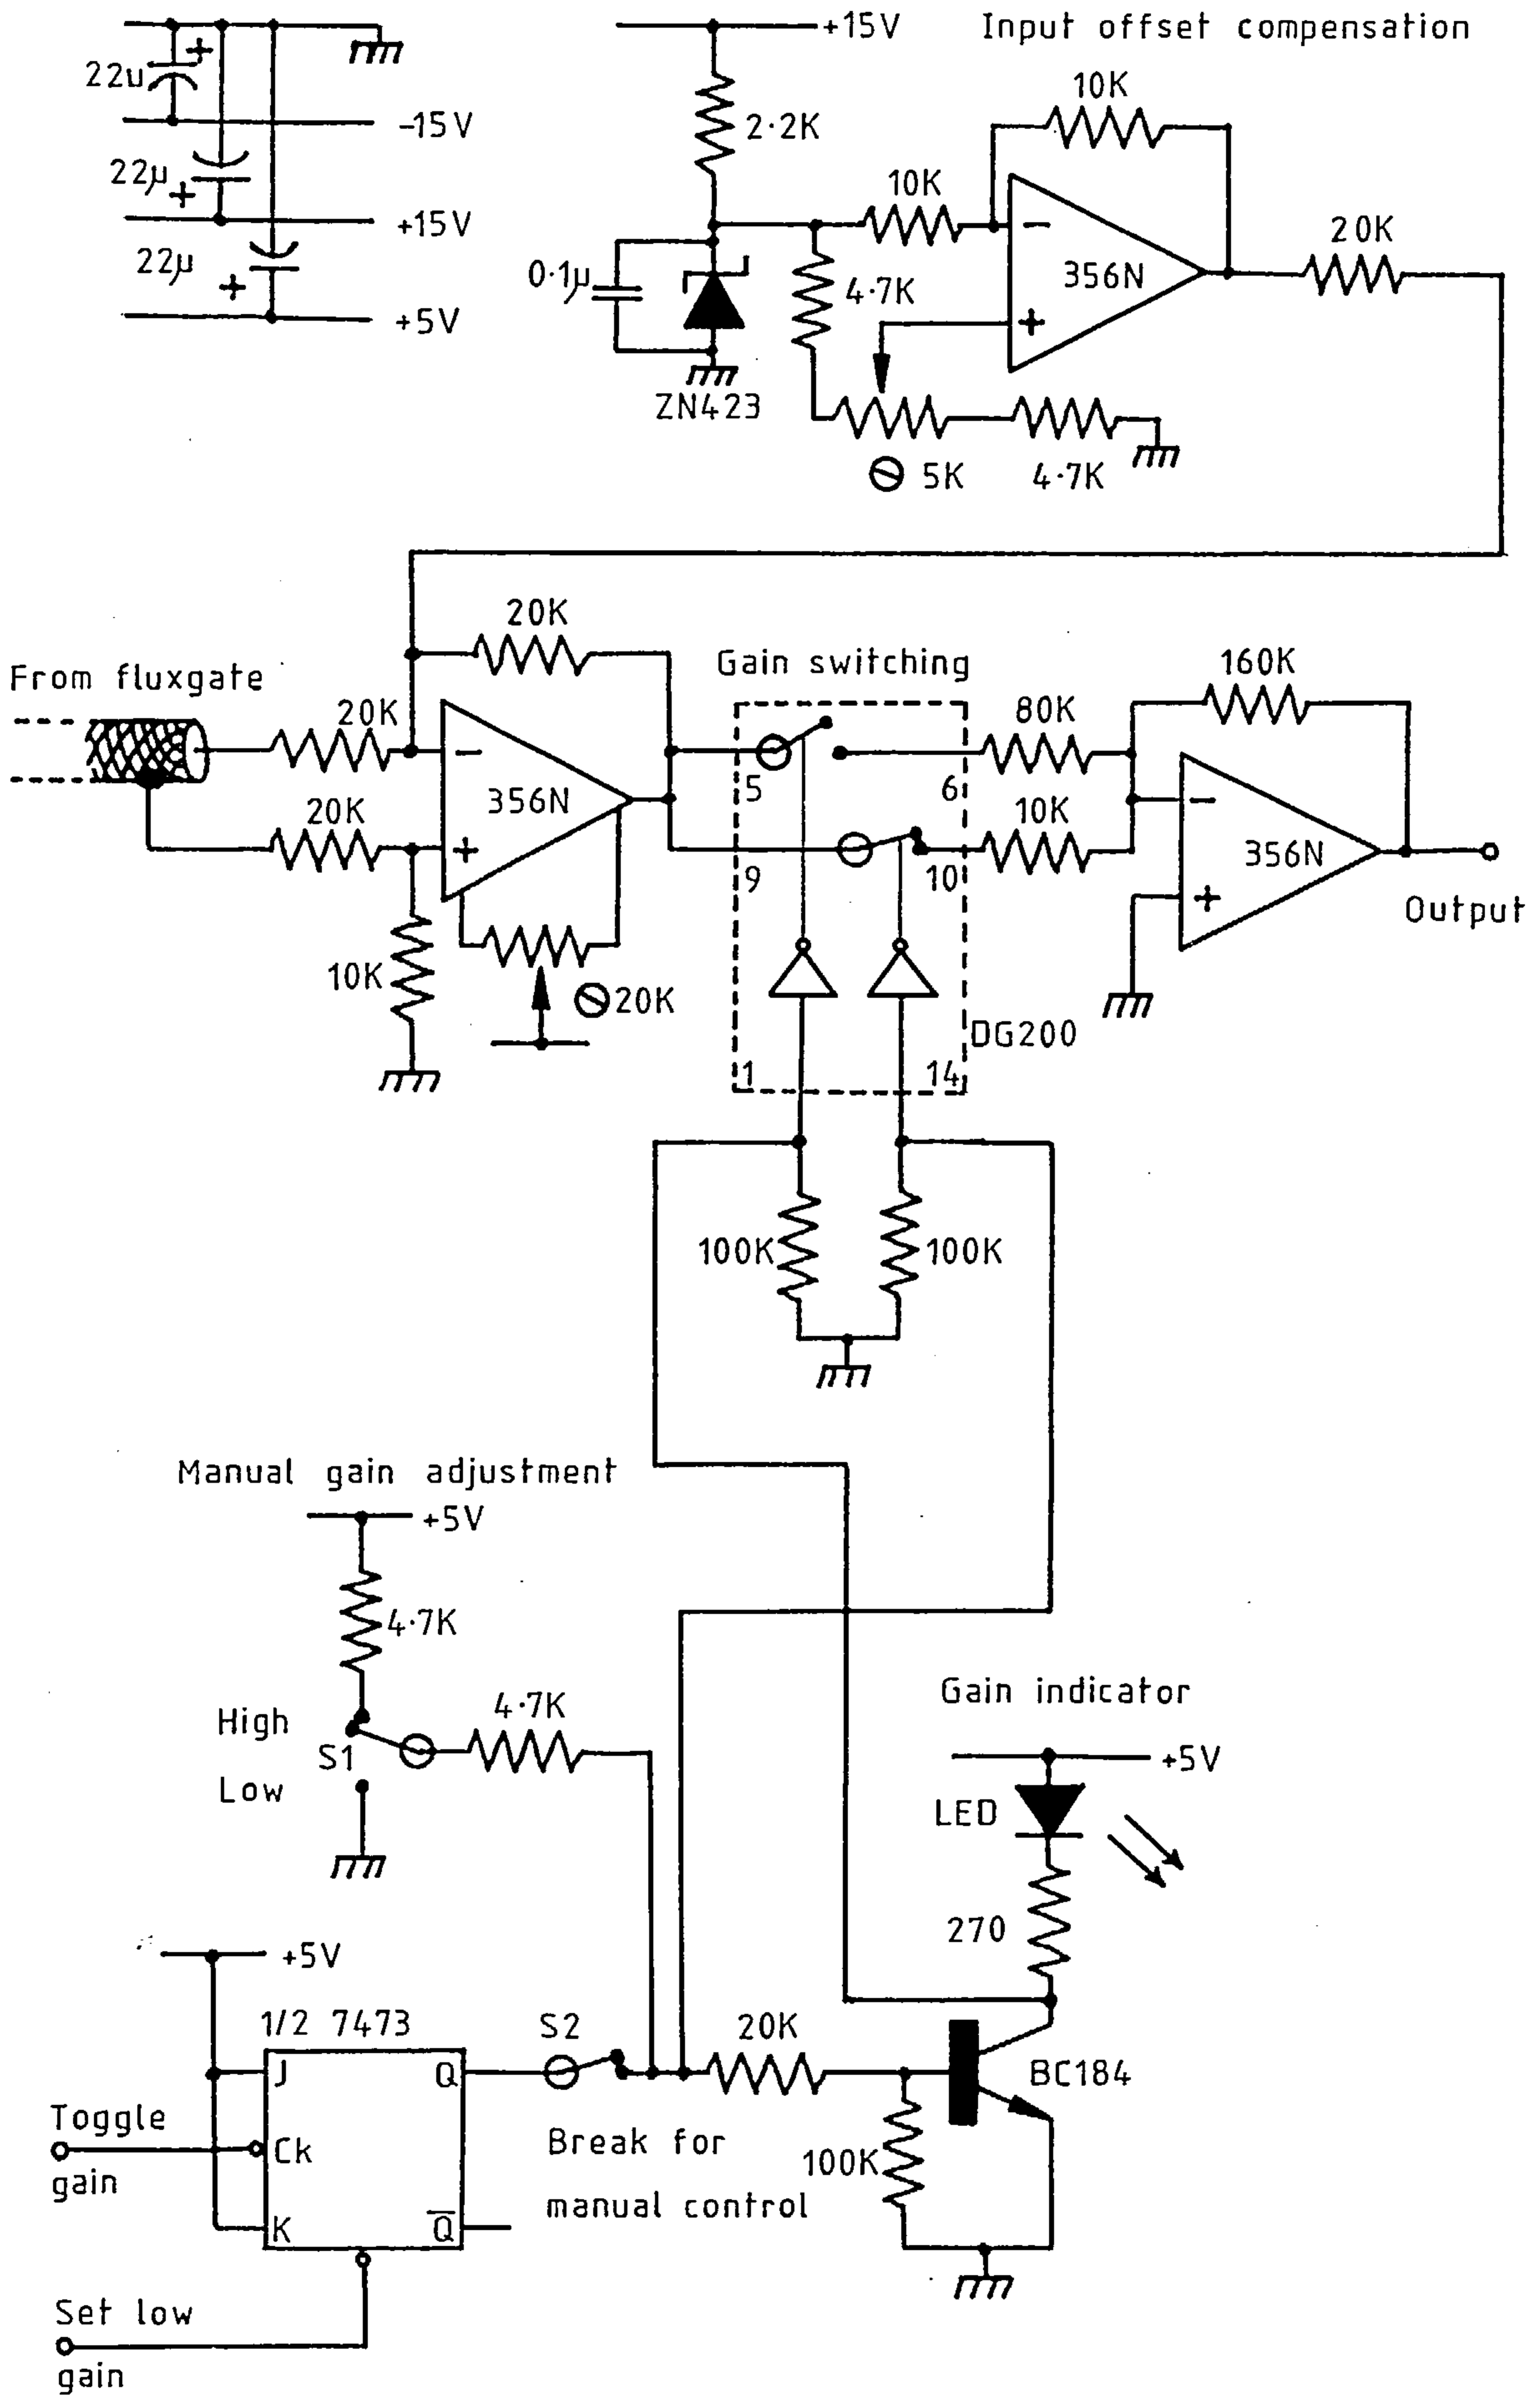 +15V
Input offset compensation
22u
+
-15V
22µ
+
+15V
22µ
+
+5V
2·2K
10K
10K
−
356N
+
20K
0·1µ
4·7K
ZN423
5K
4·7K
From fluxgate
20K
20K
20K
−
356N
+
10K
20K
Gain switching
5
6
9
10
1
14
DG200
80K
10K
160K
−
356N
+
Output
100K
100K
Manual gain adjustment
+5V
4·7K
High
S1
Low
4·7K
Gain indicator
+5V
LED
270
+5V
1/2 7473
J
Q
Ck
K
Q̅
Toggle
gain
Set low
gain
S2
Break for
manual control
20K
100K
BC184